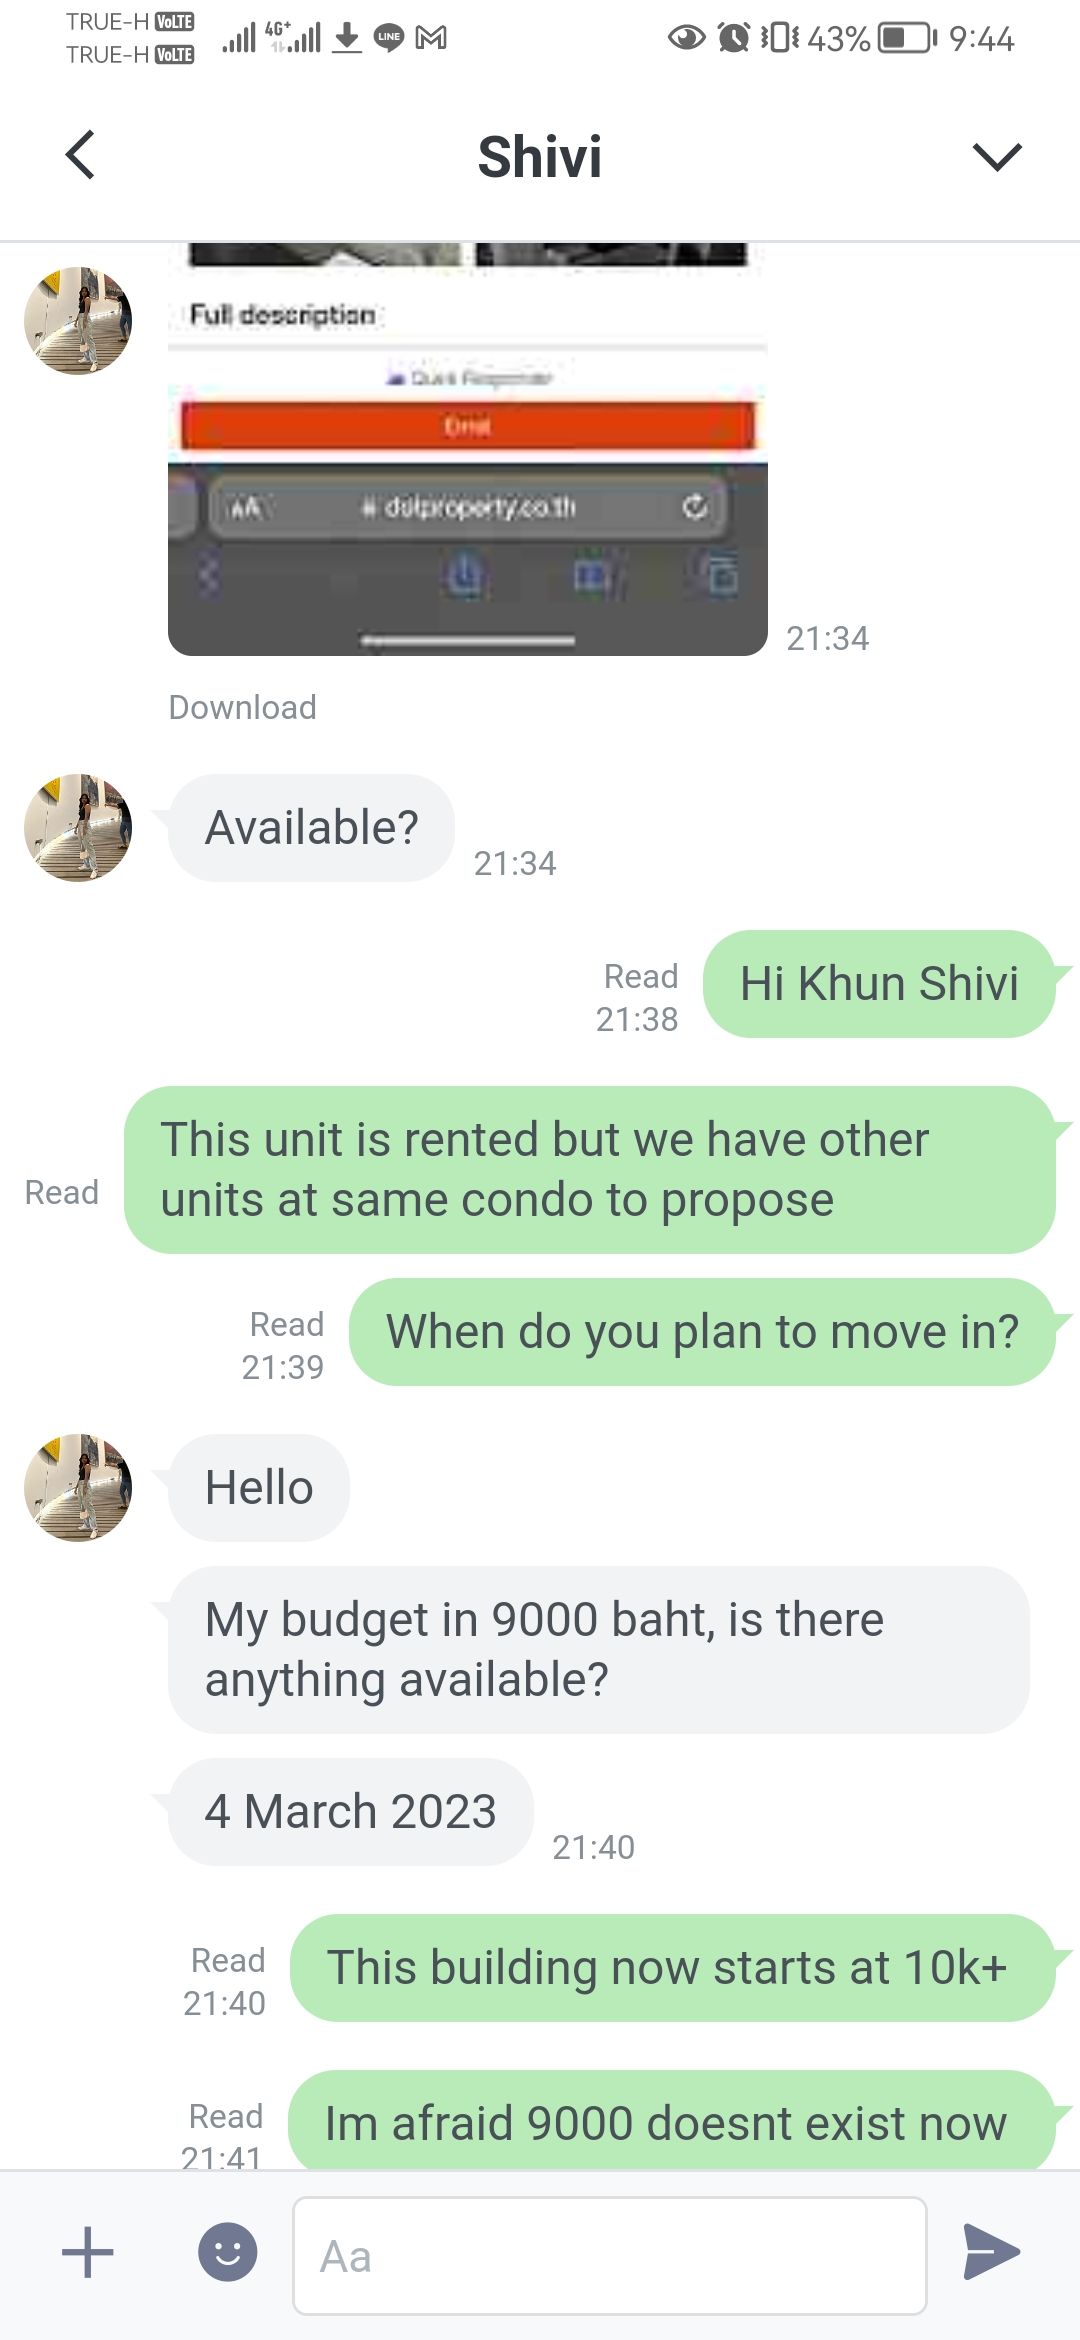 TRUE-H VoLTE
TRUE-H VoLTE
4G+
LINE
43%
9:44
Shivi
Full description
Quick Responder
Email
AA
dotproperty.co.th
21:34
Download
Available?
21:34
Read
21:38
Hi Khun Shivi
This unit is rented but we have other
units at same condo to propose
Read
Read
21:39
When do you plan to move in?
Hello
My budget in 9000 baht, is there
anything available?
4 March 2023
21:40
Read
21:40
This building now starts at 10k+
Read
21:41
Im afraid 9000 doesnt exist now
Aa